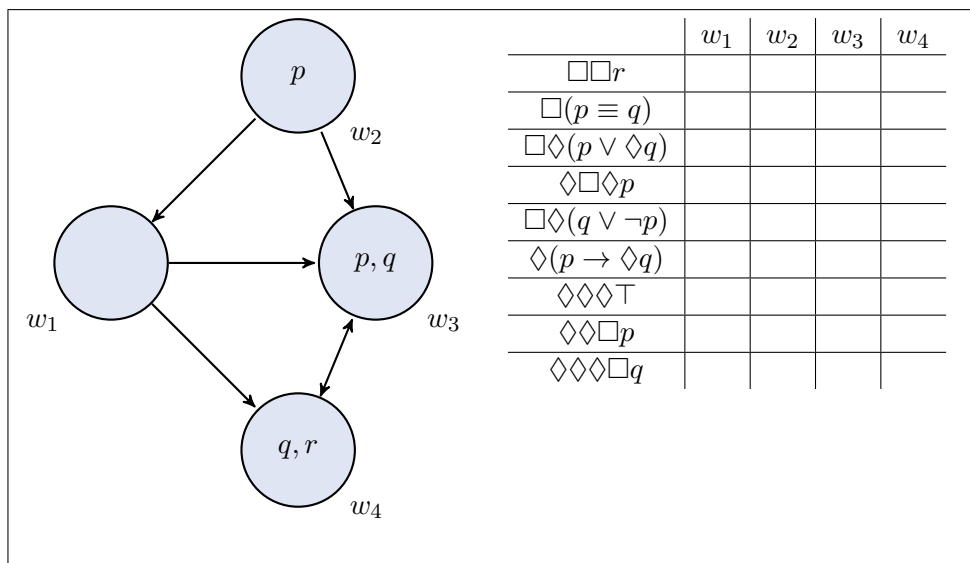 p
w₂
p, q
w₁
w₃
q, r
w₄
w₁ w₂ w₃ w₄
□□r
□(p ≡ q)
□◊(p ∨ ◊q)
◊□◊p
□◊(q ∨ ¬p)
◊(p → ◊q)
◊◊◊⊤
◊◊□p
◊◊◊□q